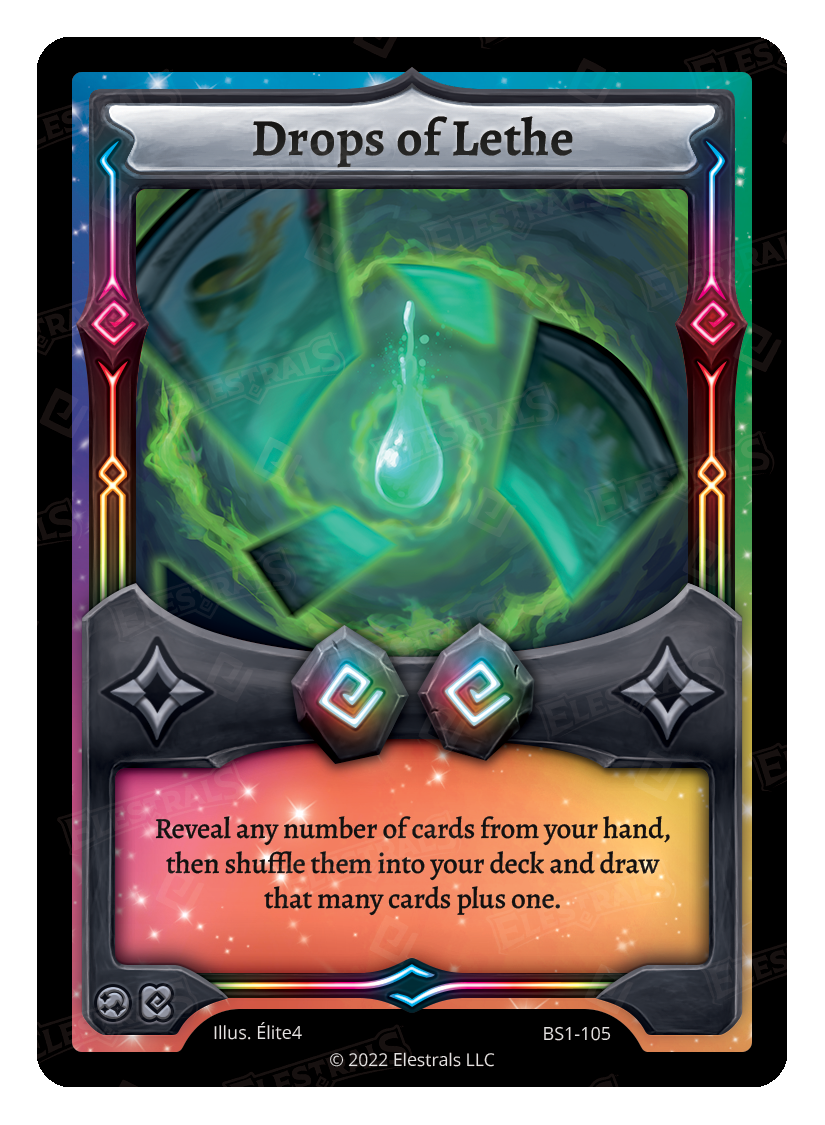 Drops of Lethe
Reveal any number of cards from your hand,
then shuffle them into your deck and draw
that many cards plus one.
Illus. Élite4
BS1-105
© 2022 Elestrals LLC
ELESTRALS